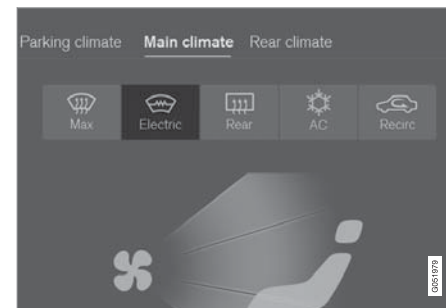 Parking climate Main climate Rear climate
Max Electric Rear AC Recirc
G051979